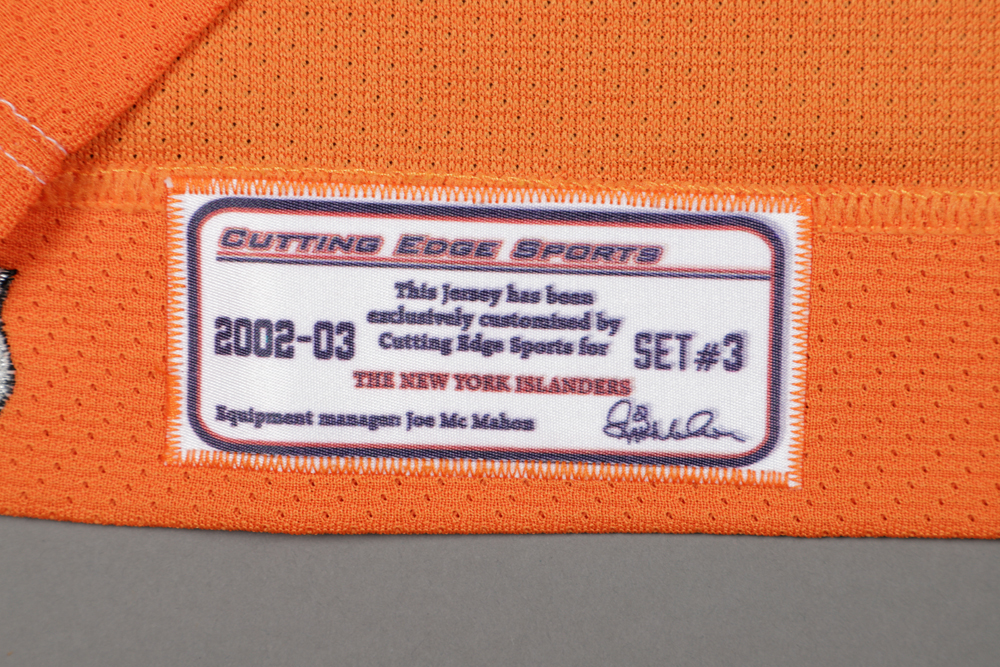 CUTTING EDGE SPORTS
This Jersey has been
exclusively customised by
2002-03 Cutting Edge Sports for SET#3
THE NEW YORK ISLANDERS
Equipment manager: Joe Mc Mahon